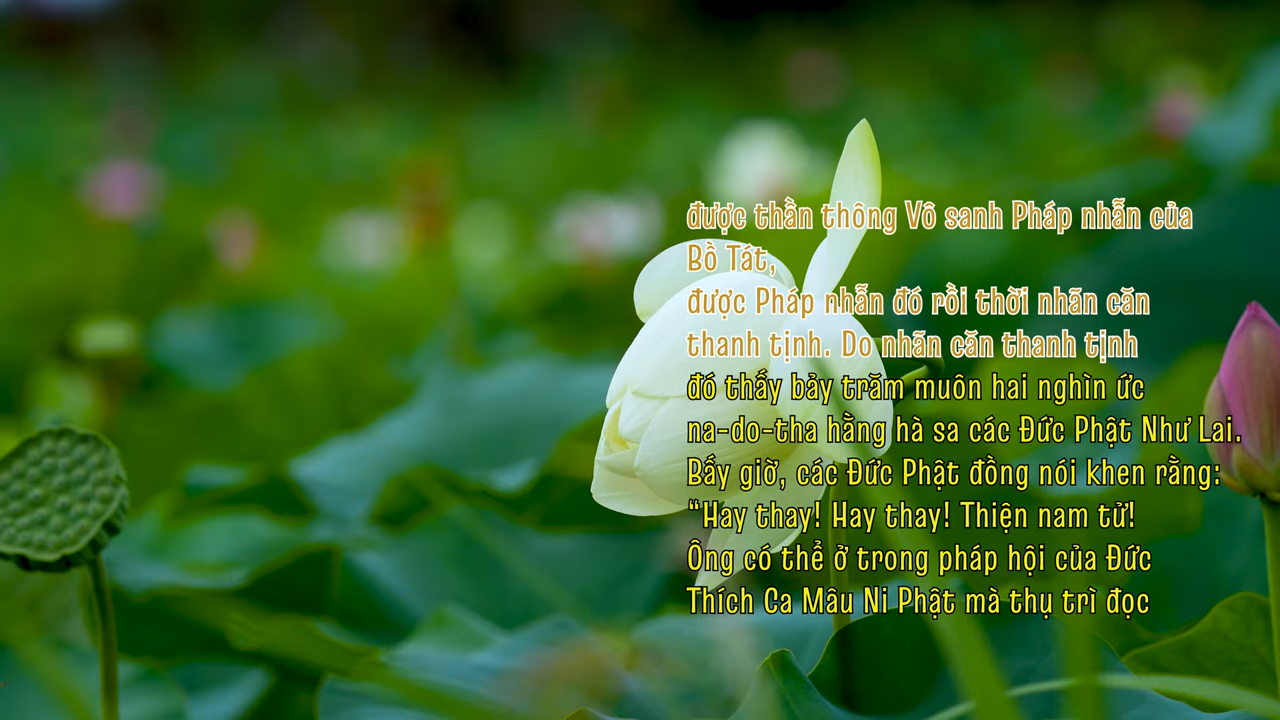 được thần thông Vô sanh Pháp nhẫn của
Bồ Tát,
được Pháp nhẫn đó rồi thời nhãn căn
thanh tịnh. Do nhãn căn thanh tịnh
đó thấy bảy trăm muôn hai nghìn ức
na-do-tha hằng hà sa các Đức Phật Như Lai.
Bấy giờ, các Đức Phật đồng nói khen rằng:
“Hay thay! Hay thay! Thiện nam tử!
Ông có thể ở trong pháp hội của Đức
Thích Ca Mâu Ni Phật mà thụ trì đọc